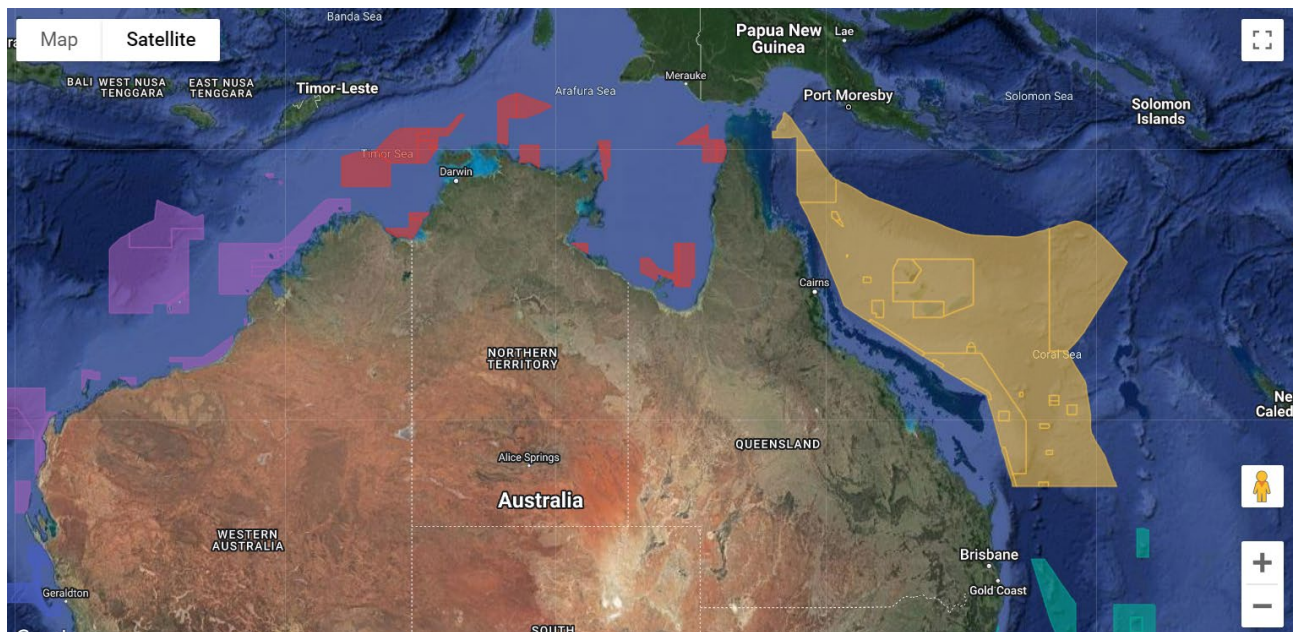 Banda Sea
Map
Satellite
Papua New
Guinea
Lae
BALI
WEST NUSA
TENGGARA
EAST NUSA
TENGGARA
Timor-Leste
Arafura Sea
Merauke
Port Moresby
Solomon Sea
Solomon
Islands
Timor Sea
Darwin
Cairns
NORTHERN
TERRITORY
Coral Sea
Ne
Caled
QUEENSLAND
Alice Springs
Australia
WESTERN
AUSTRALIA
Brisbane
Gold Coast
Geraldton
SOUTH